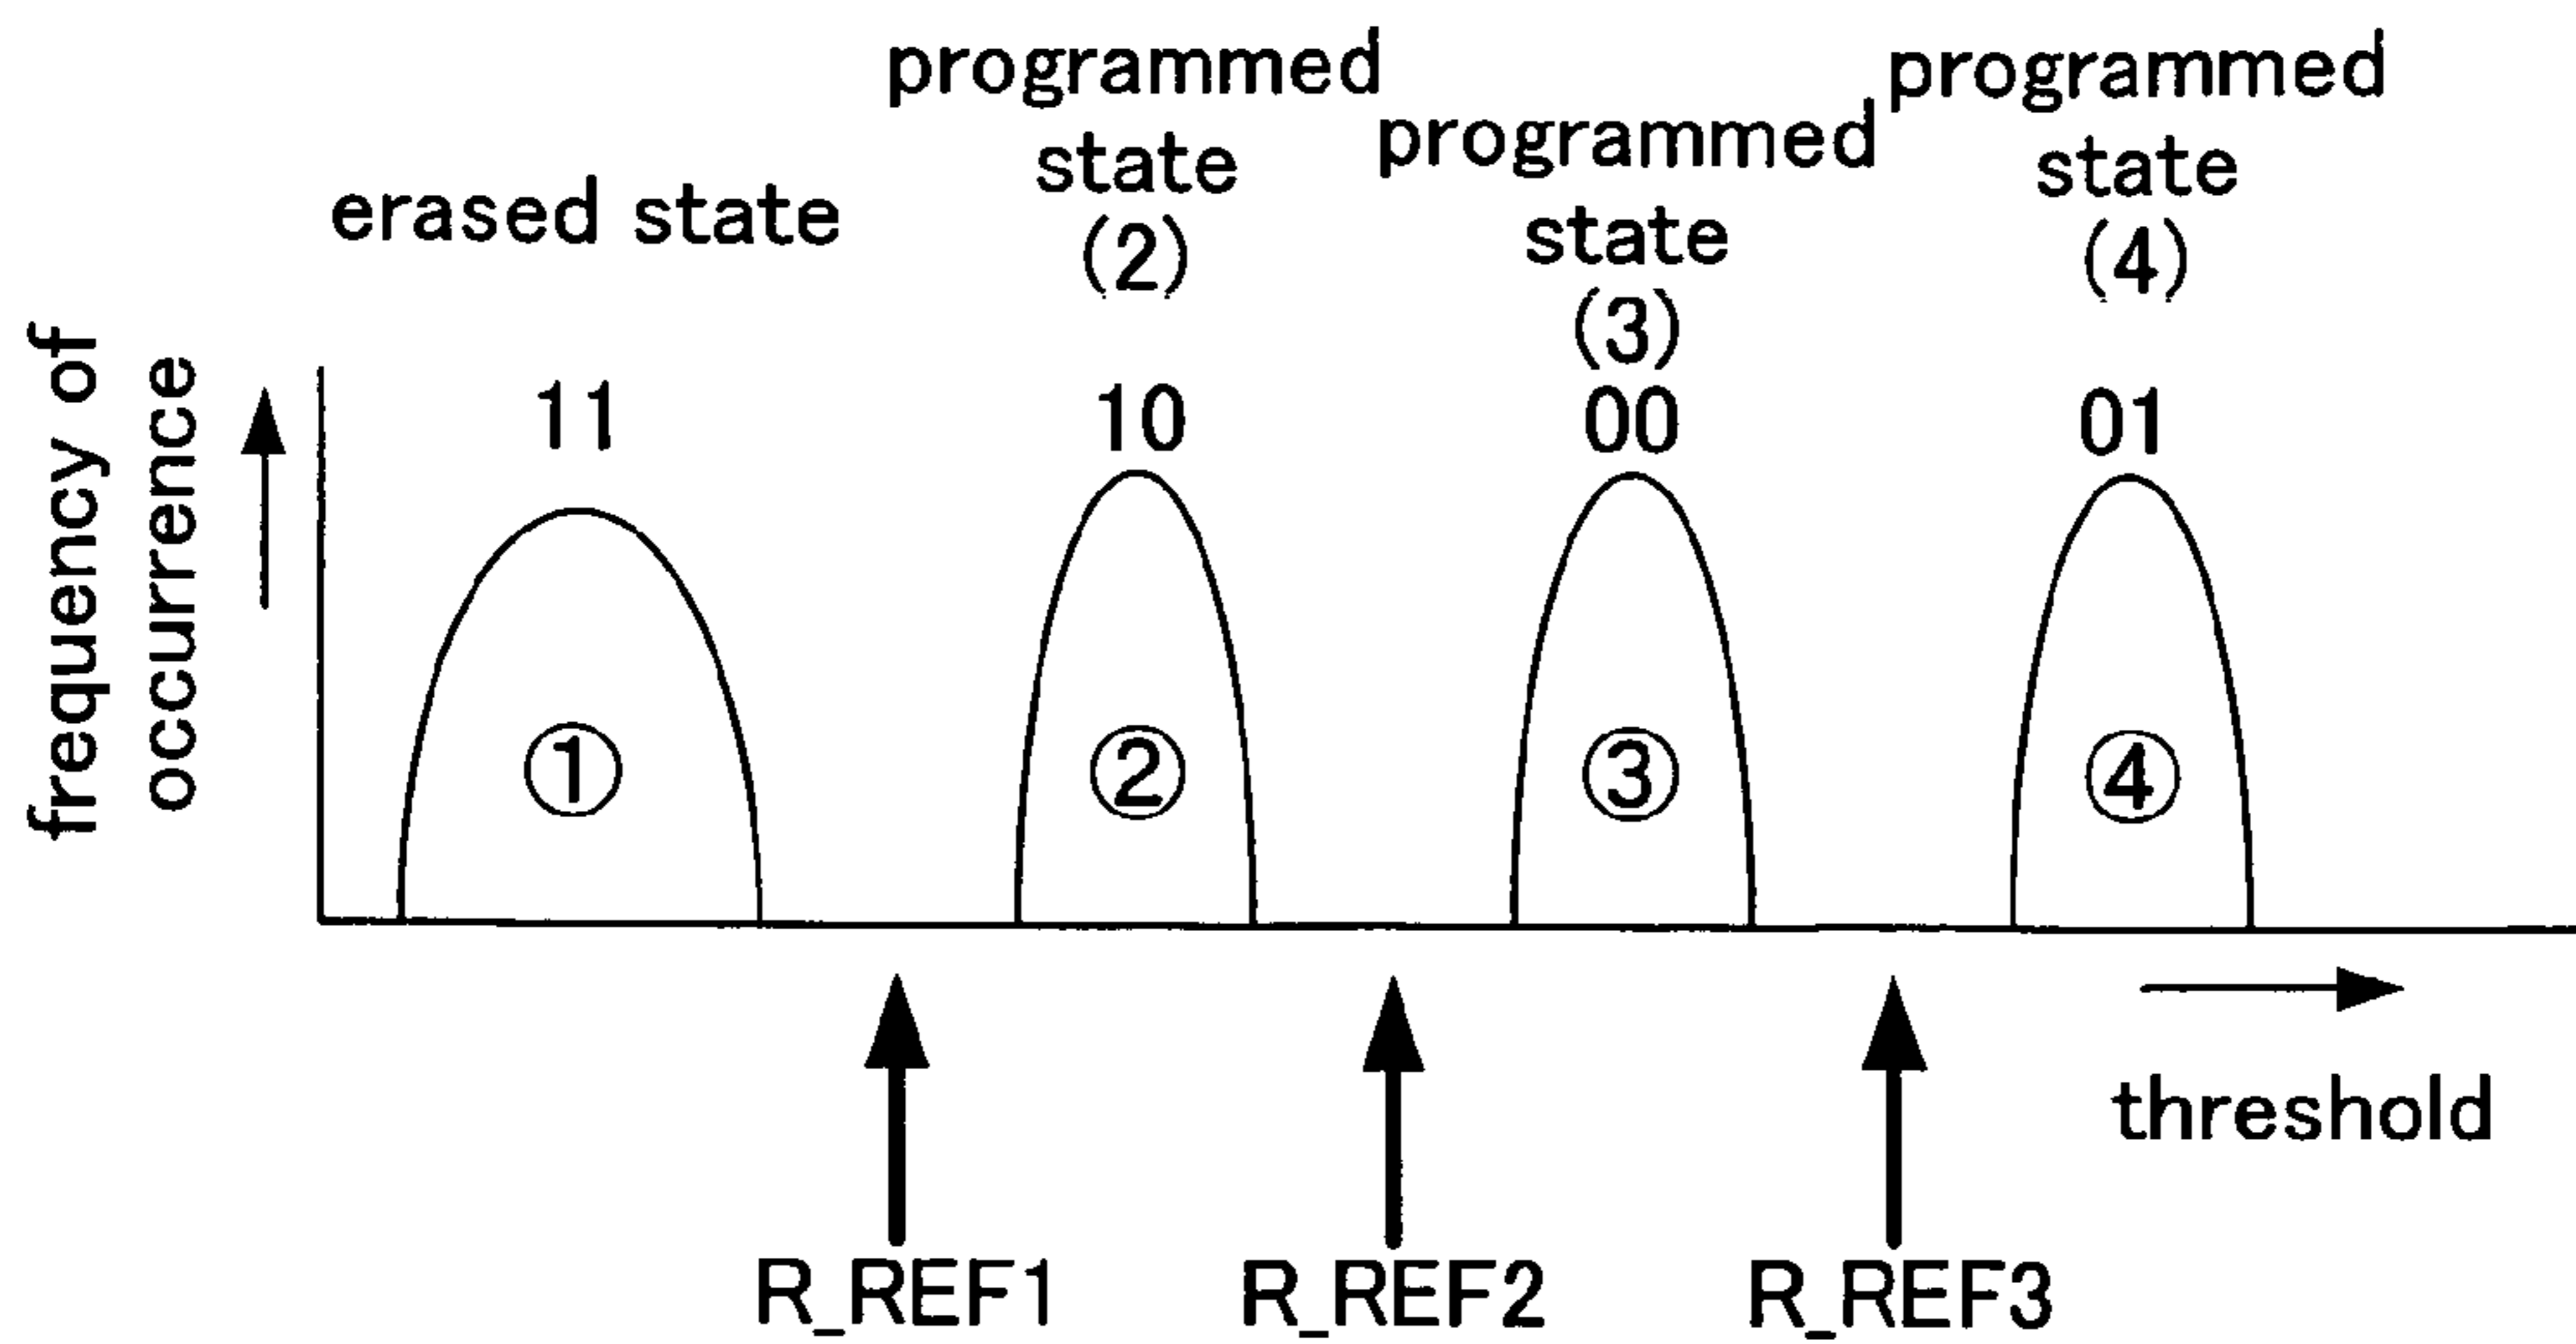 programmed
state
(2)
programmed
state
(4)
programmed
state
(3)
erased state
frequency of
occurrence
11
10
00
01
①
②
③
④
threshold
R_REF1
R_REF2
R_REF3